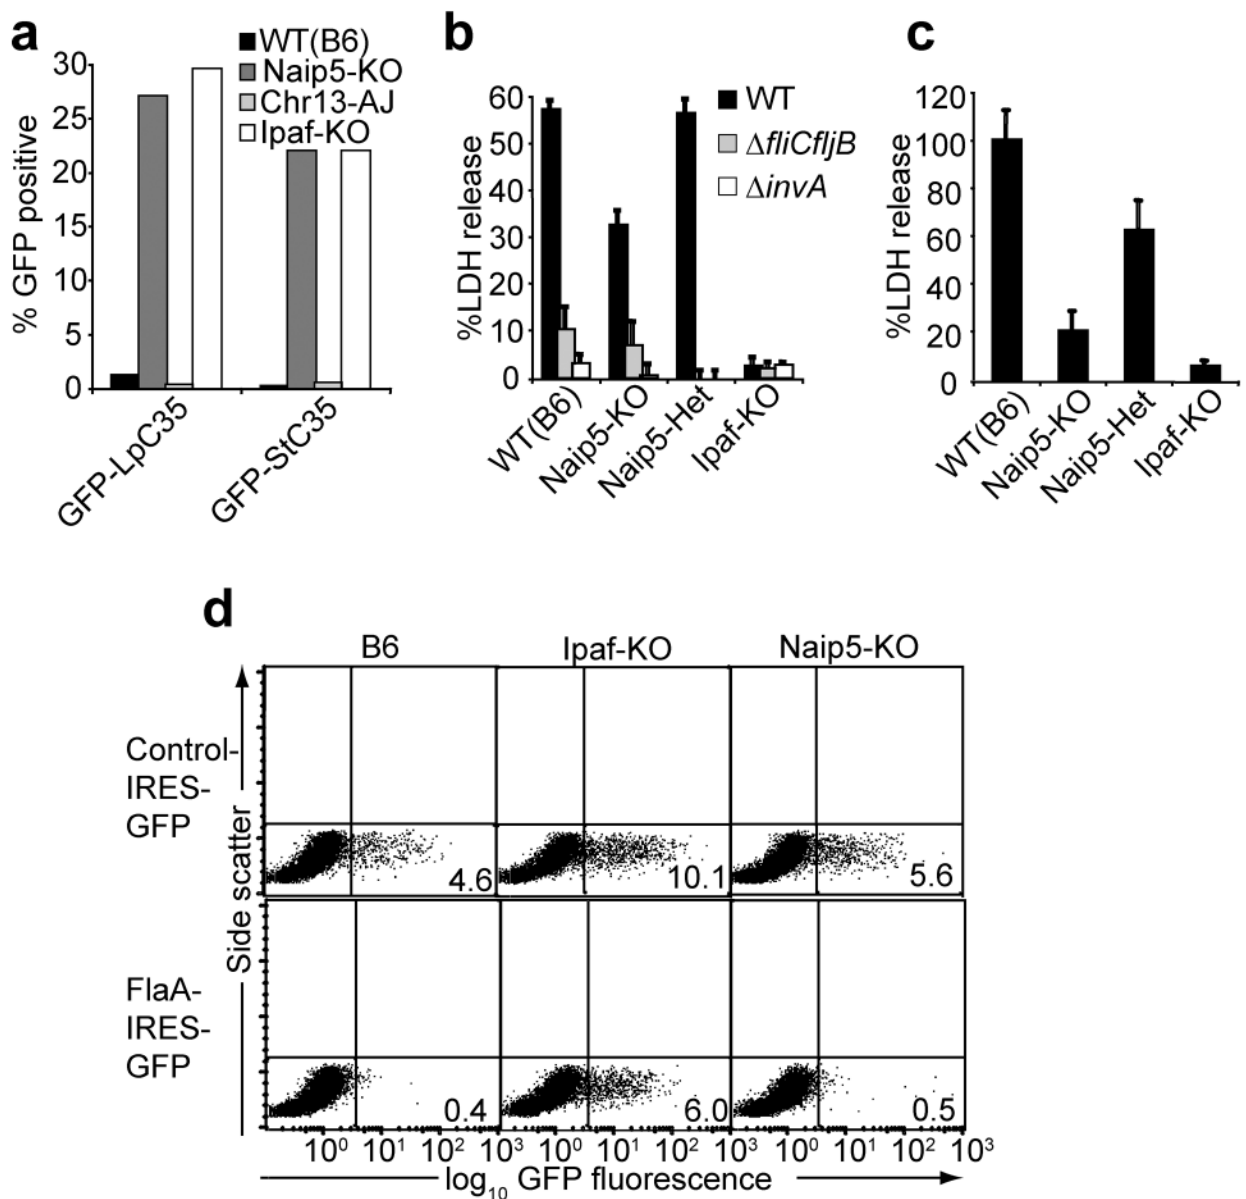 a
WT(B6)
Naip5-KO
Chr13-AJ
Ipaf-KO
% GFP positive
30
25
20
15
10
5
0
GFP-LpC35
GFP-StC35
b
WT
ΔfliCfljB
ΔinvA
%LDH release
60
50
40
30
20
10
0
WT(B6)
Naip5-KO
Naip5-Het
Ipaf-KO
c
%LDH release
120
100
80
60
40
20
0
WT(B6)
Naip5-KO
Naip5-Het
Ipaf-KO
d
B6 Ipaf-KO Naip5-KO
Control-
IRES-
GFP
4.6 10.1 5.6
Side scatter
FlaA-
IRES-
GFP
0.4 6.0 0.5
10⁰ 10¹ 10² 10³ 10⁰ 10¹ 10² 10³ 10⁰ 10¹ 10² 10³
log₁₀ GFP fluorescence